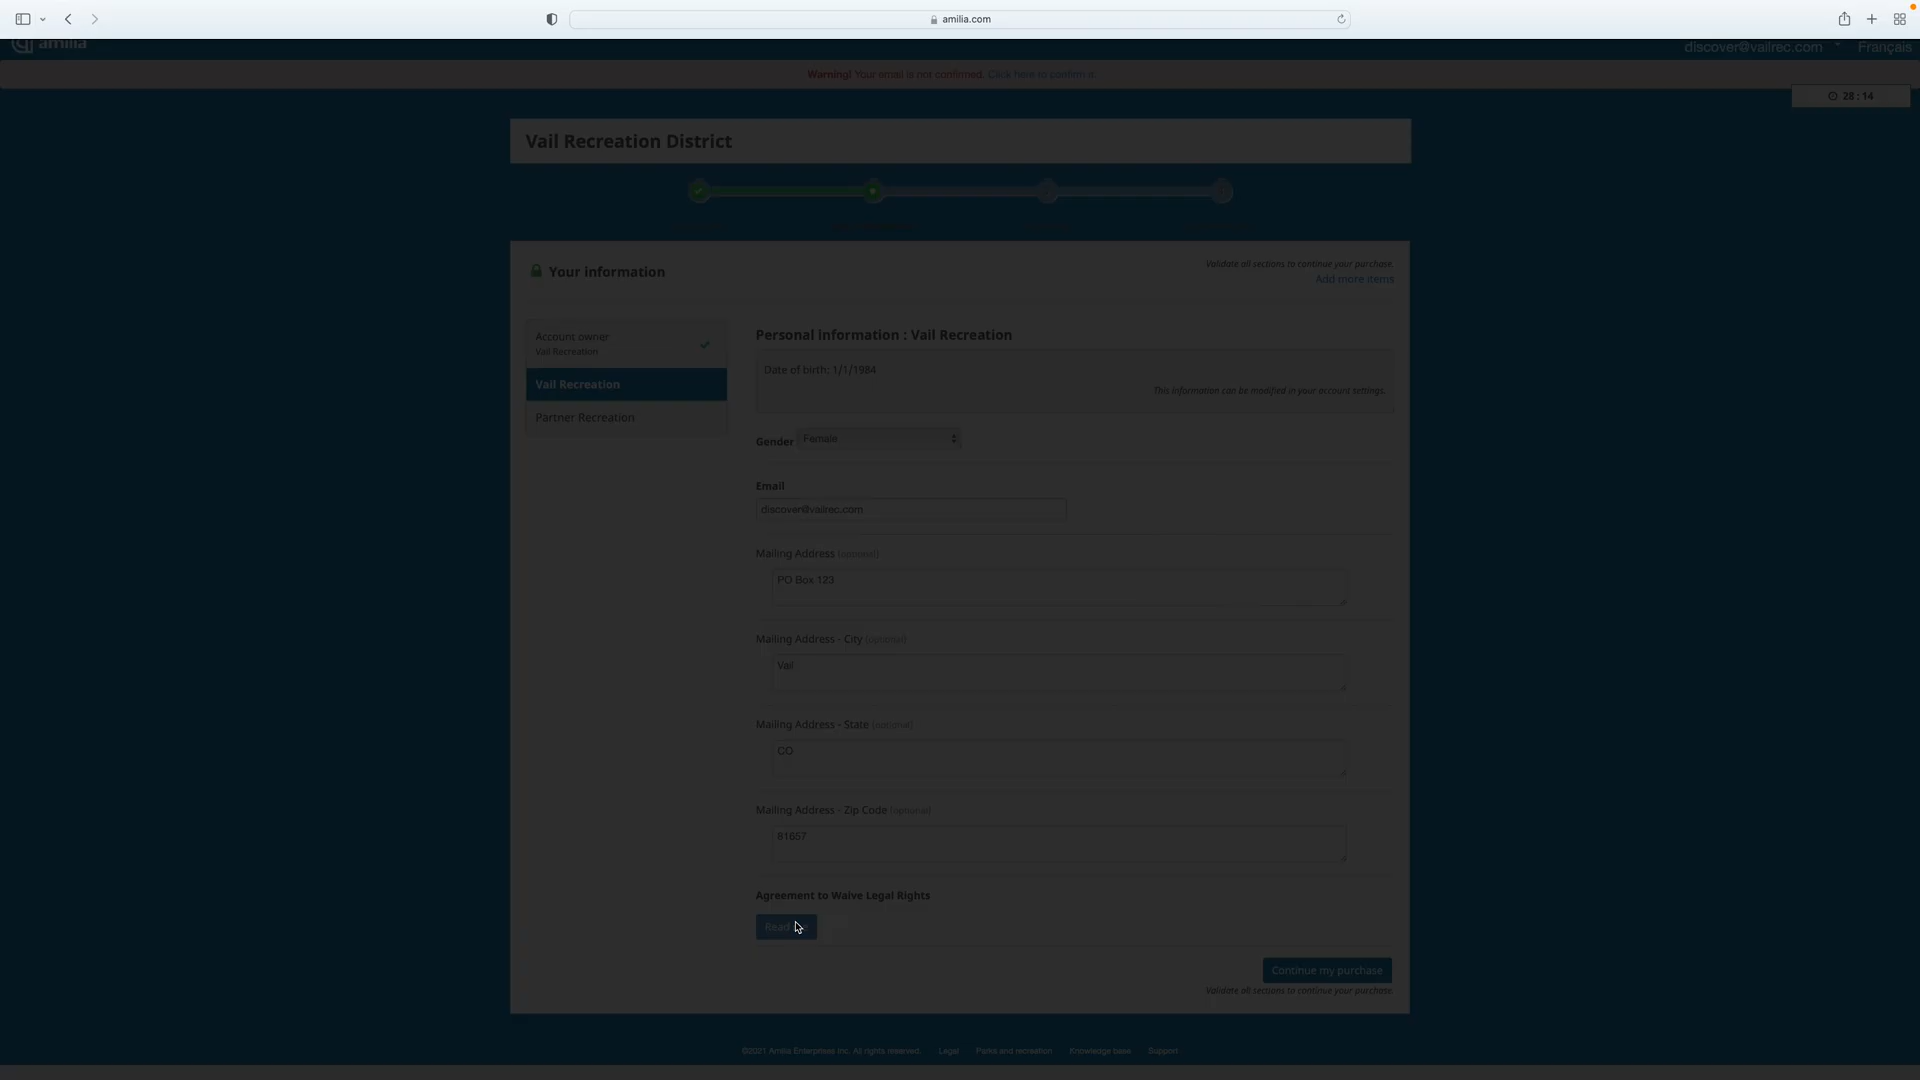 amilia.com
amilia
discover@vailrec.com
Français
Warning! Your email is not confirmed. Click here to confirm it.
28 : 14
Vail Recreation District
Your information
Validate all sections to continue your purchase.
Add more items
Account owner
Vail Recreation
Vail Recreation
Partner Recreation
Personal information : Vail Recreation
Date of birth: 1/1/1984
This information can be modified in your account settings.
Gender Female
Email
discover@vailrec.com
Mailing Address (optional)
PO Box 123
Mailing Address - City (optional)
Vail
Mailing Address - State (optional)
CO
Mailing Address - Zip Code (optional)
81657
Agreement to Waive Legal Rights
Read
Continue my purchase
Validate all sections to continue your purchase.
©2021 Amilia Enterprises Inc. All rights reserved. Legal Parks and recreation Knowledge base Support